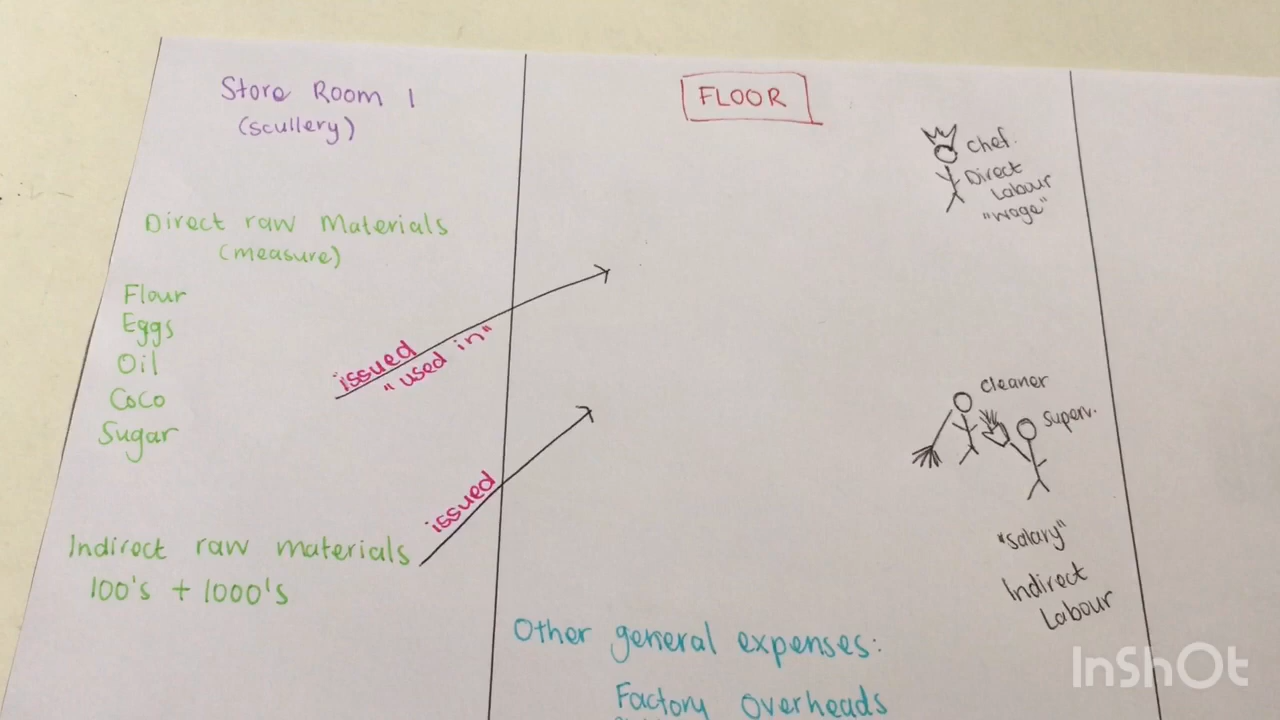 Store Room 1
(scullery)
Direct raw Materials
(measure)
Flour
Eggs
Oil
CoCo
Sugar
issued
"used in"
issued
Indirect raw materials
100's + 1000's
FLOOR
chef.
Direct
Labour
"wage"
cleaner
superv.
"salary"
Indirect
Labour
Other general expenses:
Factory overheads
InShOt